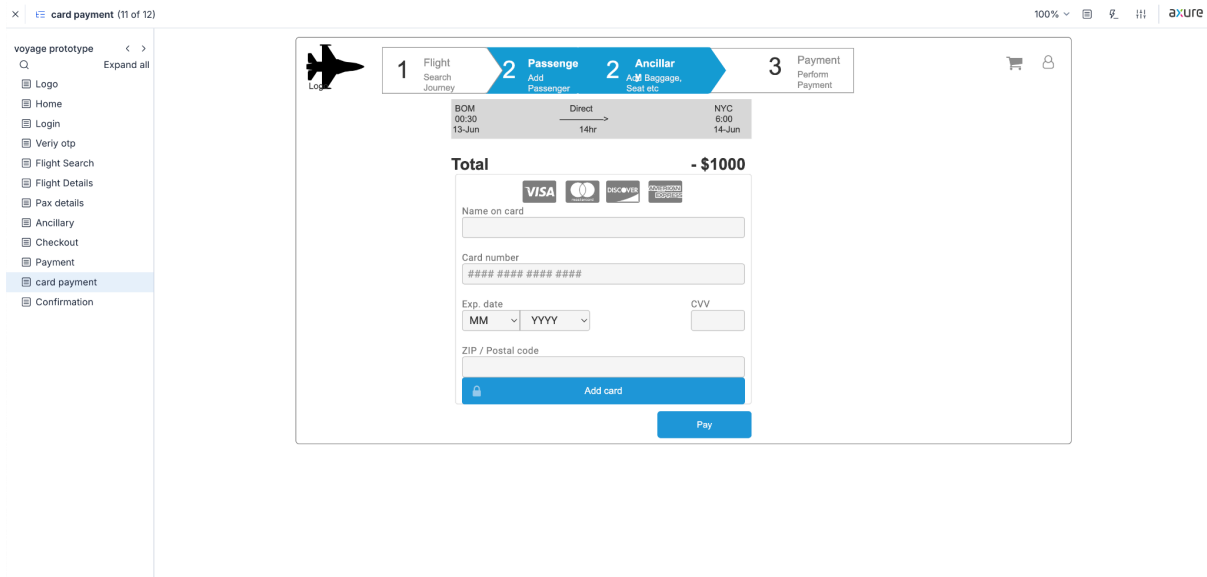 card payment (11 of 12)
100%
axure
voyage prototype
Expand all
Logo
Home
Login
Veriy otp
Flight Search
Flight Details
Pax details
Ancillary
Checkout
Payment
card payment
Confirmation
1 Flight
Search
Journey
2 Passenge
Add
Passenger
2 Ancillar
y
Add Baggage,
Seat etc
3 Payment
Perform
Payment
BOM Direct NYC
00:30 ----------> 6:00
13-Jun 14hr 14-Jun
Total - $1000
VISA mastercard DISCOVER AMERICAN EXPRESS
Name on card
Card number
#### #### #### ####
Exp. date CVV
MM YYYY
ZIP / Postal code
Add card
Pay